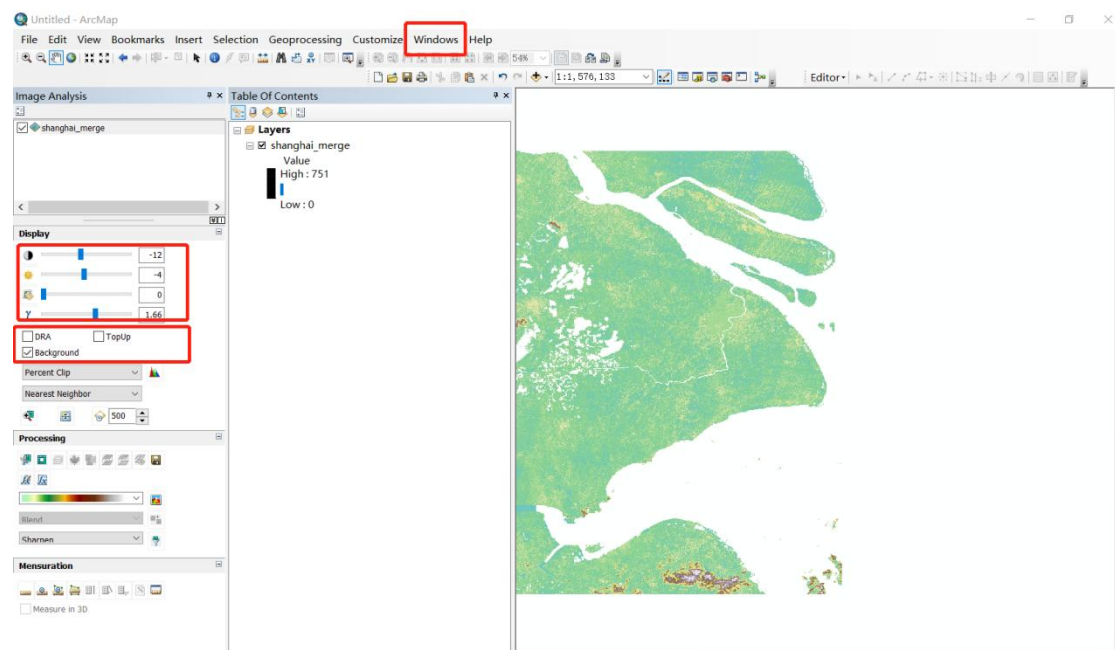 Untitled - ArcMap
File Edit View Bookmarks Insert Selection Geoprocessing Customize Windows Help
54%
1:1,576,133
Editor
Image Analysis
Table Of Contents
shanghai_merge
Layers
shanghai_merge
Value
High : 751
Low : 0
Display
-12
-4
0
γ 1.66
DRA TopUp
Background
Percent Clip
Nearest Neighbor
500
Processing
Blend
Sharpen
Mensuration
Measure in 3D